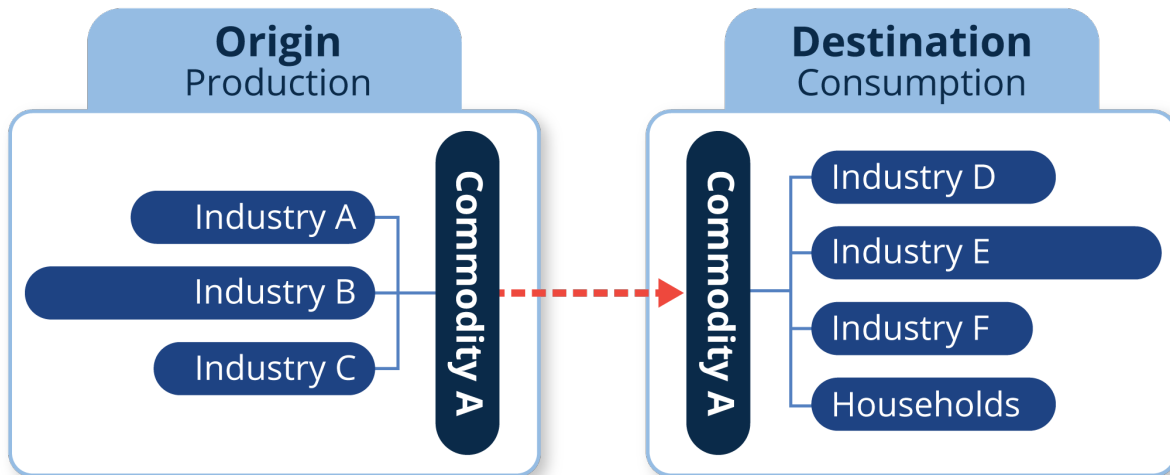 Origin
Production
Industry A
Industry B
Industry C
Commodity A
Destination
Consumption
Commodity A
Industry D
Industry E
Industry F
Households